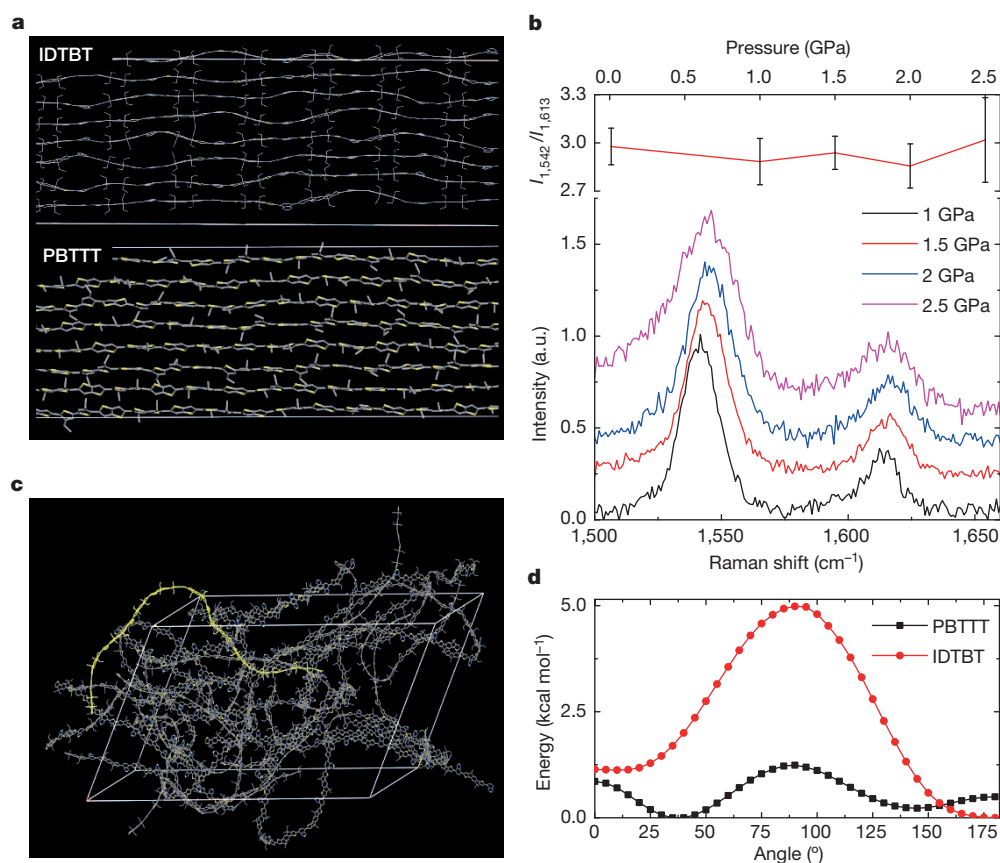 a
IDTBT
PBTTT
b
Pressure (GPa)
0.0 0.5 1.0 1.5 2.0 2.5
3.3
3.0
2.7
I1,542/I1,613
1 GPa
1.5 GPa
2 GPa
2.5 GPa
1.5
1.0
0.5
0.0
Intensity (a.u.)
1,500 1,550 1,600 1,650
Raman shift (cm−1)
c
d
PBTTT
IDTBT
5.0
2.5
0.0
Energy (kcal mol−1)
0 25 50 75 100 125 150 175
Angle (º)